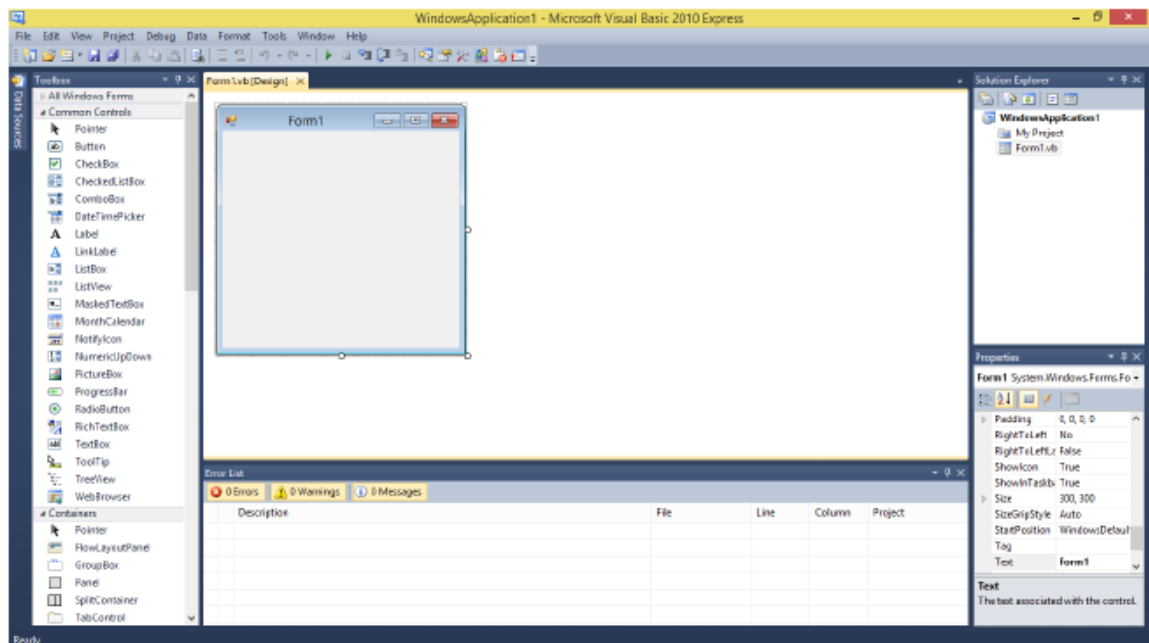 WindowsApplication1 - Microsoft Visual Basic 2010 Express
File Edit View Project Debug Data Format Tools Window Help
Data Sources
Toolbox
All Windows Forms
Common Controls
Pointer
Button
CheckBox
CheckedListBox
ComboBox
DateTimePicker
Label
LinkLabel
ListBox
ListView
MaskedTextBox
MonthCalendar
NotifyIcon
NumericUpDown
PictureBox
ProgressBar
RadioButton
RichTextBox
TextBox
ToolTip
TreeView
WebBrowser
Containers
Pointer
FlowLayoutPanel
GroupBox
Panel
SplitContainer
TabControl
Form1.vb [Design]
Form1
Error List
0 Errors 0 Warnings 0 Messages
Description File Line Column Project
Solution Explorer
WindowsApplication1
My Project
Form1.vb
Properties
Form1 System.Windows.Forms.Fo
Padding 0, 0, 0, 0
RightToLeft No
RightToLeftLa False
ShowIcon True
ShowInTaskb True
Size 300, 300
SizeGripStyle Auto
StartPosition WindowsDefault
Tag
Text Form1
Text
The text associated with the control.
Ready